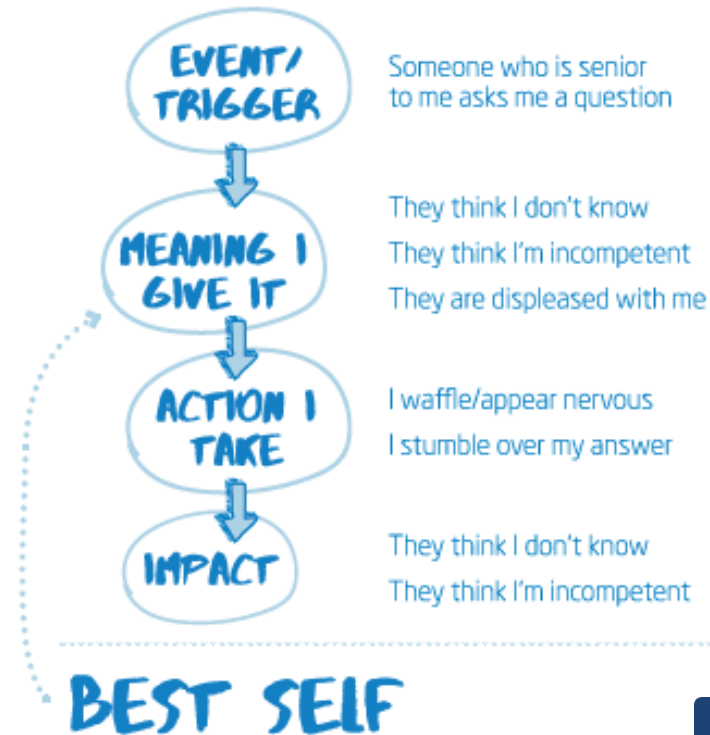 EVENT/
TRIGGER
Someone who is senior
to me asks me a question
MEANING I
GIVE IT
They think I don't know
They think I'm incompetent
They are displeased with me
ACTION I
TAKE
I waffle/appear nervous
I stumble over my answer
IMPACT
They think I don't know
They think I'm incompetent
BEST SELF